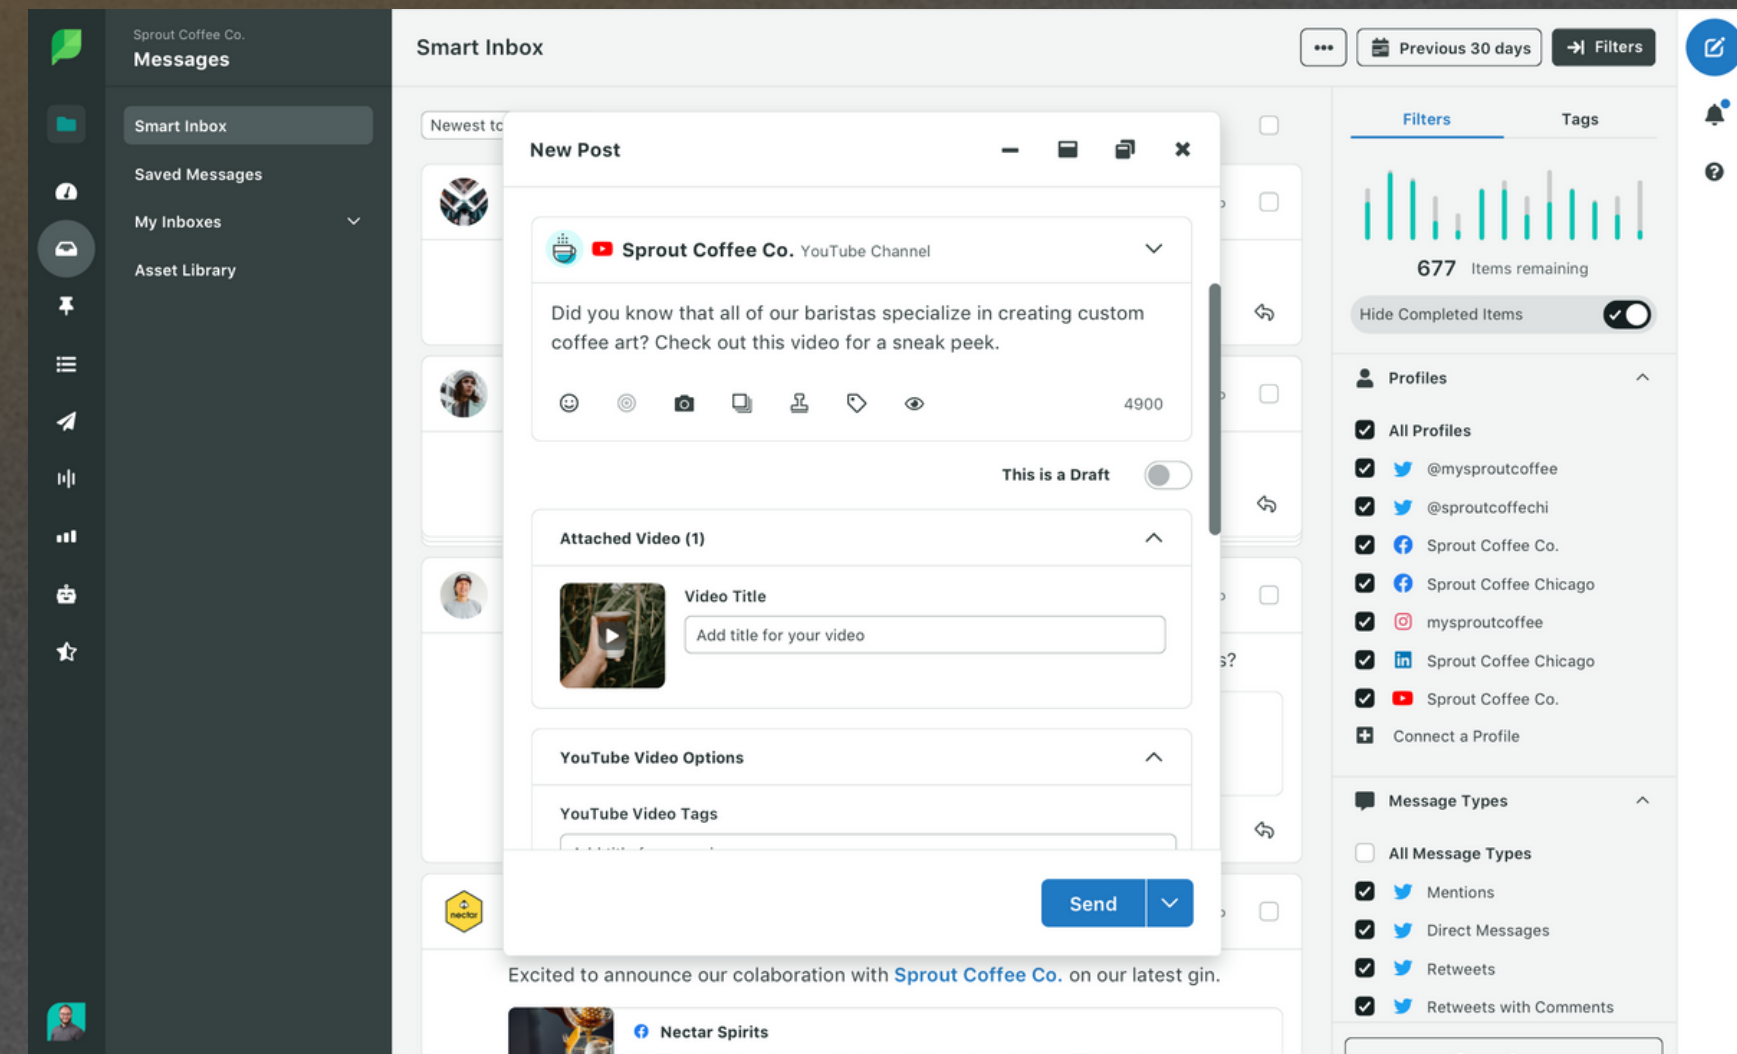 Sprout Coffee Co.
Messages
Smart Inbox
Saved Messages
My Inboxes
Asset Library
Smart Inbox
Previous 30 days
Filters
Newest to
New Post
Sprout Coffee Co. YouTube Channel
Did you know that all of our baristas specialize in creating custom
coffee art? Check out this video for a sneak peek.
4900
This is a Draft
Attached Video (1)
Video Title
Add title for your video
YouTube Video Options
YouTube Video Tags
Send
s?
nectar
Excited to announce our colaboration with Sprout Coffee Co. on our latest gin.
Nectar Spirits
Filters
Tags
677 Items remaining
Hide Completed Items
Profiles
All Profiles
@mysproutcoffee
@sproutcoffechi
Sprout Coffee Co.
Sprout Coffee Chicago
mysproutcoffee
Sprout Coffee Chicago
Sprout Coffee Co.
Connect a Profile
Message Types
All Message Types
Mentions
Direct Messages
Retweets
Retweets with Comments